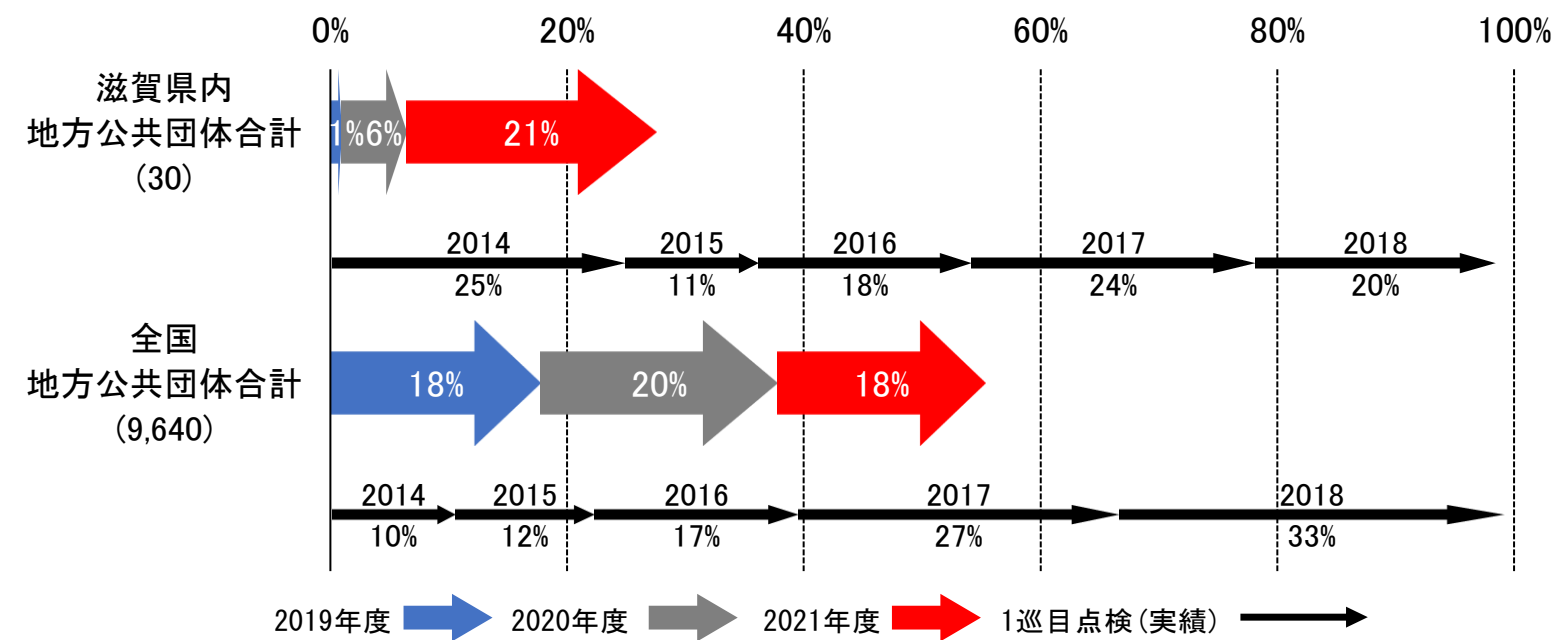 0% 20% 40% 60% 80% 100%
滋賀県内
地方公共団体合計
(30)
1% 6% 21%
2014 2015 2016 2017 2018
25% 11% 18% 24% 20%
全国
地方公共団体合計
(9,640)
18% 20% 18%
2014 2015 2016 2017 2018
10% 12% 17% 27% 33%
2019年度 2020年度 2021年度 1巡目点検(実績)